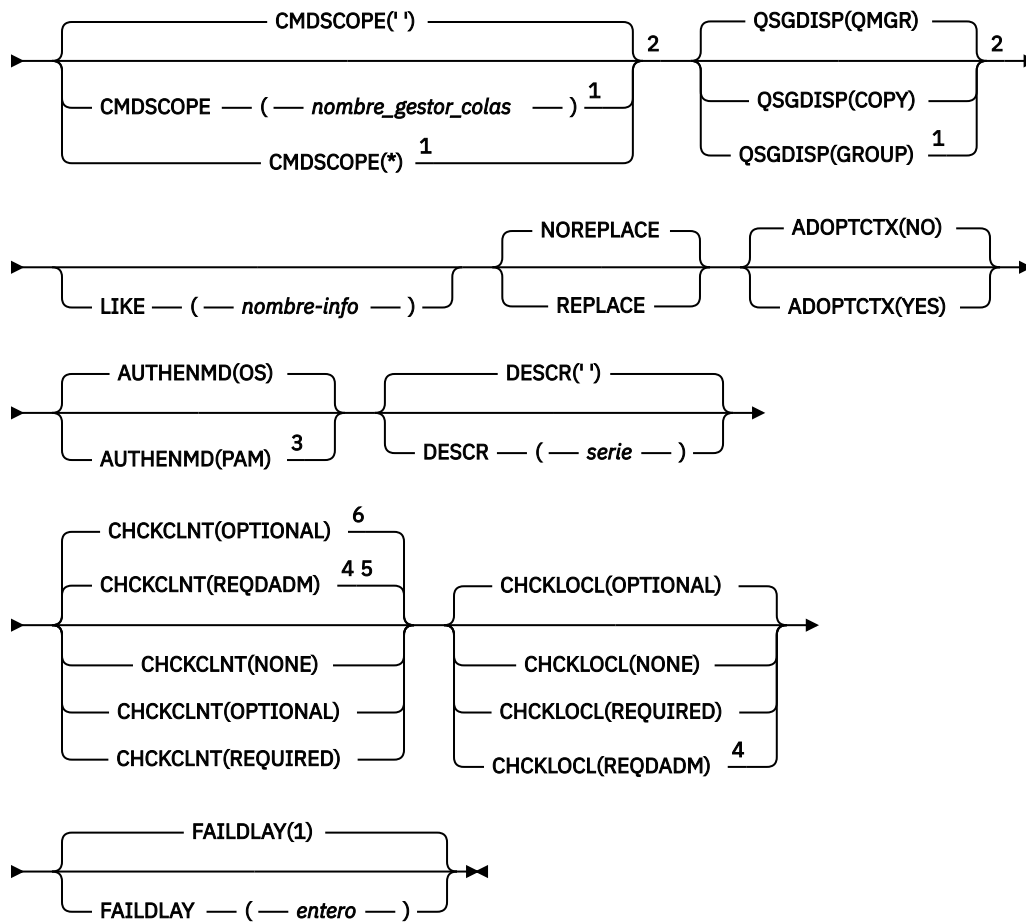 CMDSCOPE(' ') QSGDISP(QMGR)
2 2
CMDSCOPE ( nombre_gestor_colas ) 1 QSGDISP(COPY)
CMDSCOPE(*) 1 QSGDISP(GROUP) 1
NOREPLACE ADOPTCTX(NO)
LIKE ( nombre-info ) REPLACE ADOPTCTX(YES)
AUTHENMD(OS) DESCR(' ')
AUTHENMD(PAM) 3 DESCR ( serie )
CHCKCLNT(OPTIONAL) 6
CHCKCLNT(REQDADM) 4 5 CHCKLOCL(OPTIONAL)
CHCKCLNT(NONE) CHCKLOCL(NONE)
CHCKCLNT(OPTIONAL) CHCKLOCL(REQUIRED)
CHCKCLNT(REQUIRED) CHCKLOCL(REQDADM) 4
FAILDLAY(1)
FAILDLAY ( entero )